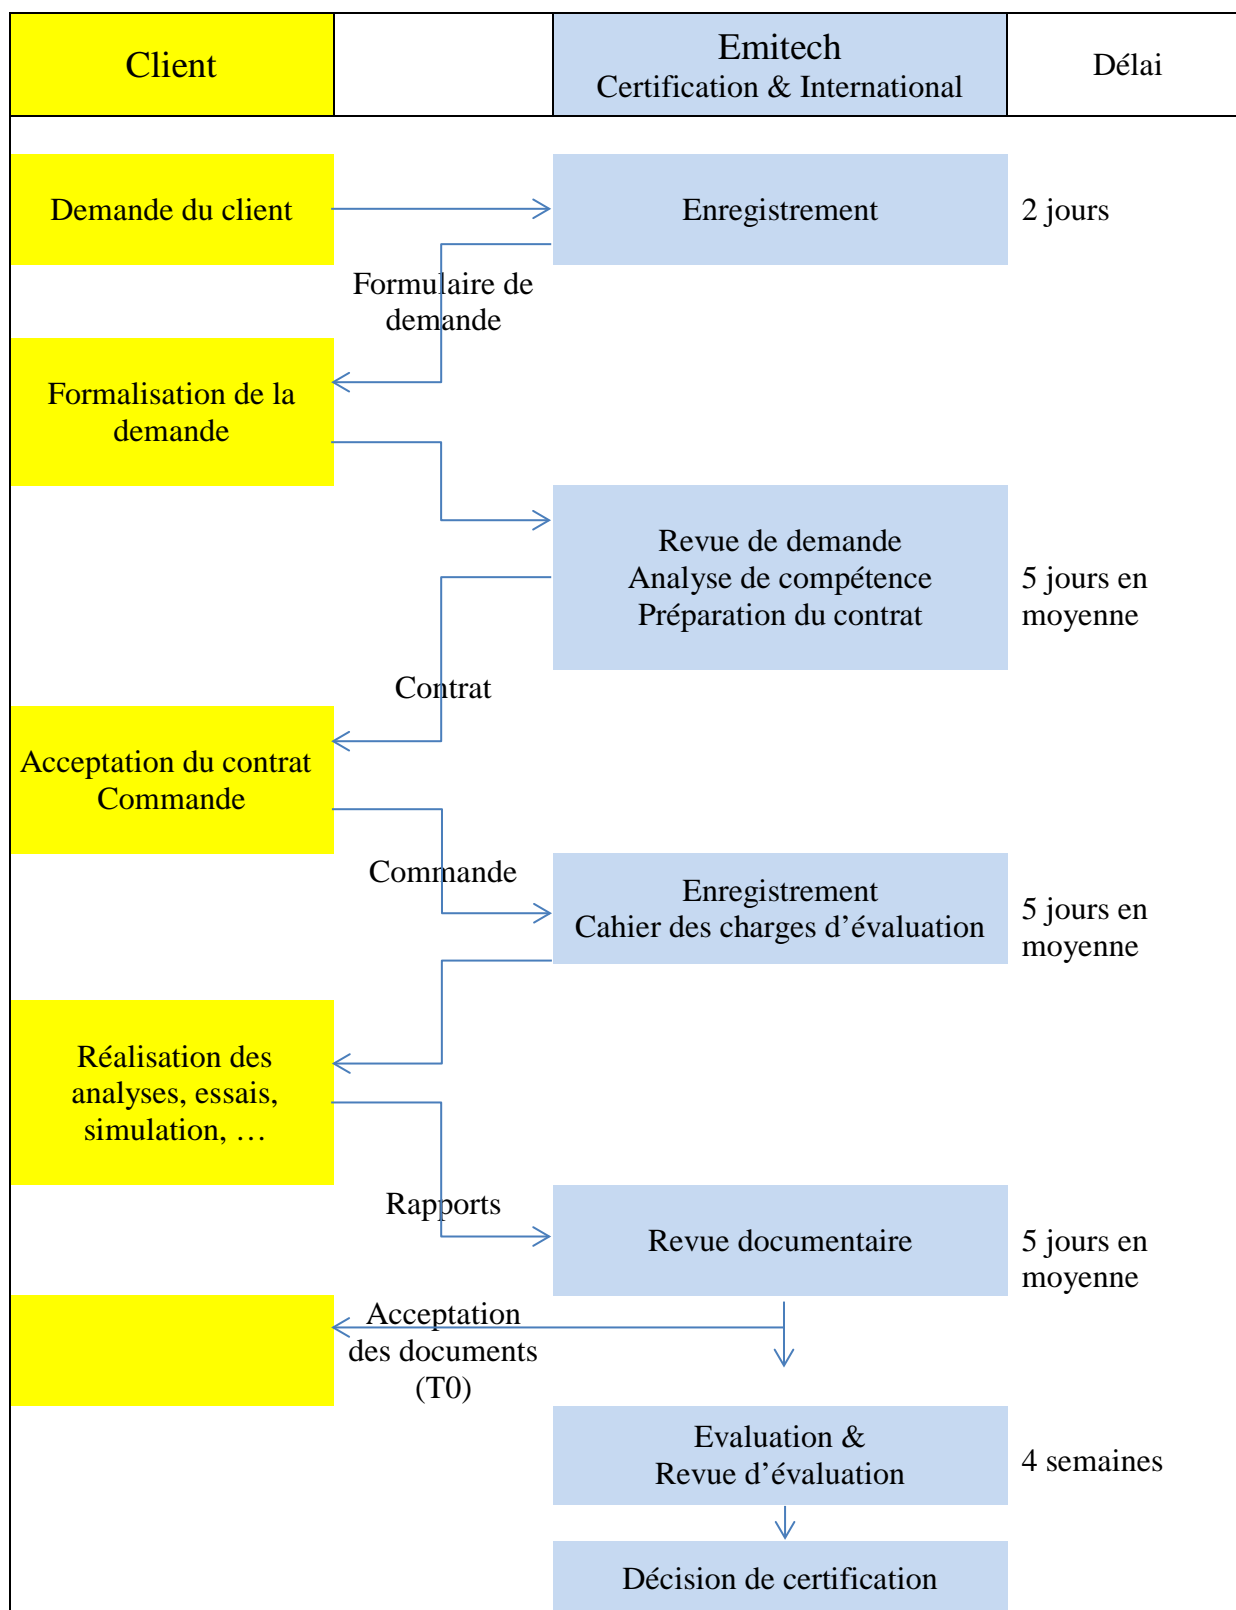 Client
Emitech
Certification & International
Délai
Demande du client
Enregistrement
2 jours
Formulaire de
demande
Formalisation de la
demande
Revue de demande
Analyse de compétence
Préparation du contrat
5 jours en
moyenne
Contrat
Acceptation du contrat
Commande
Commande
Enregistrement
Cahier des charges d’évaluation
5 jours en
moyenne
Réalisation des
analyses, essais,
simulation, …
Rapports
Revue documentaire
5 jours en
moyenne
Acceptation
des documents
(T0)
Evaluation &
Revue d’évaluation
4 semaines
Décision de certification